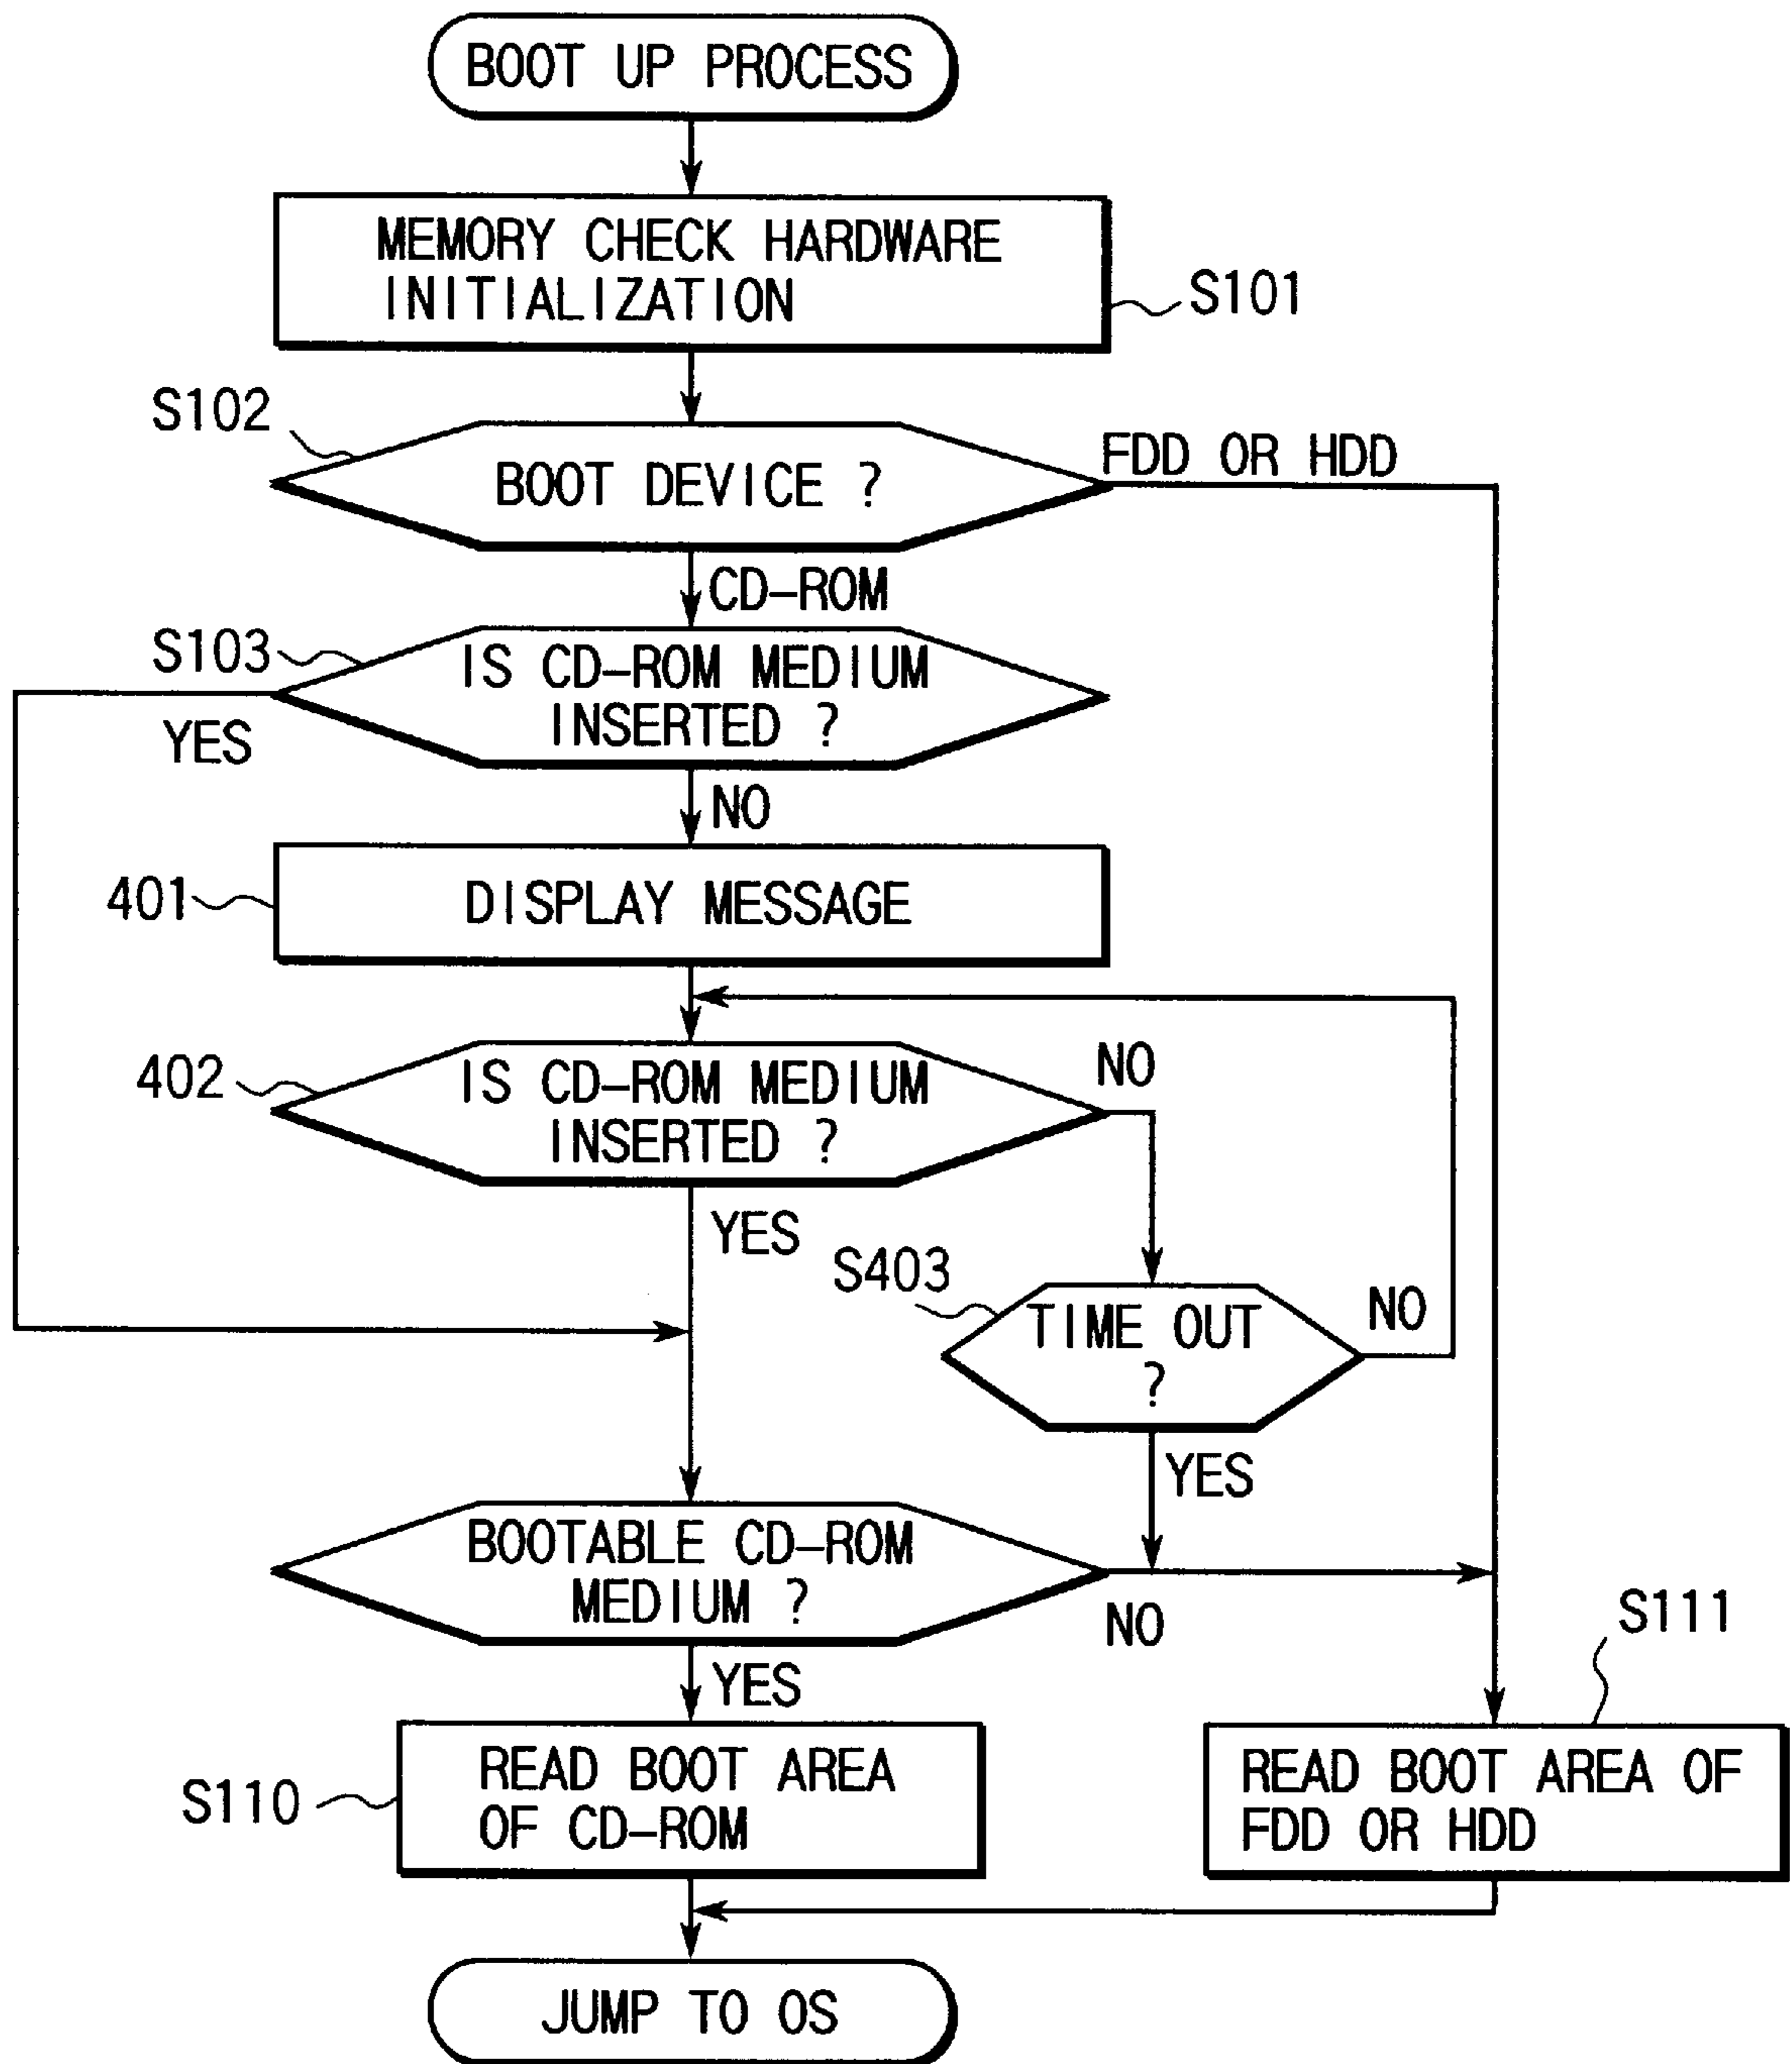 BOOT UP PROCESS
MEMORY CHECK HARDWARE
INITIALIZATION
S101
S102
BOOT DEVICE ?
FDD OR HDD
CD-ROM
S103
IS CD-ROM MEDIUM
INSERTED ?
YES
NO
401
DISPLAY MESSAGE
402
IS CD-ROM MEDIUM
INSERTED ?
NO
YES
S403
TIME OUT
?
NO
YES
BOOTABLE CD-ROM
MEDIUM ?
NO
YES
S111
S110
READ BOOT AREA
OF CD-ROM
READ BOOT AREA OF
FDD OR HDD
JUMP TO OS